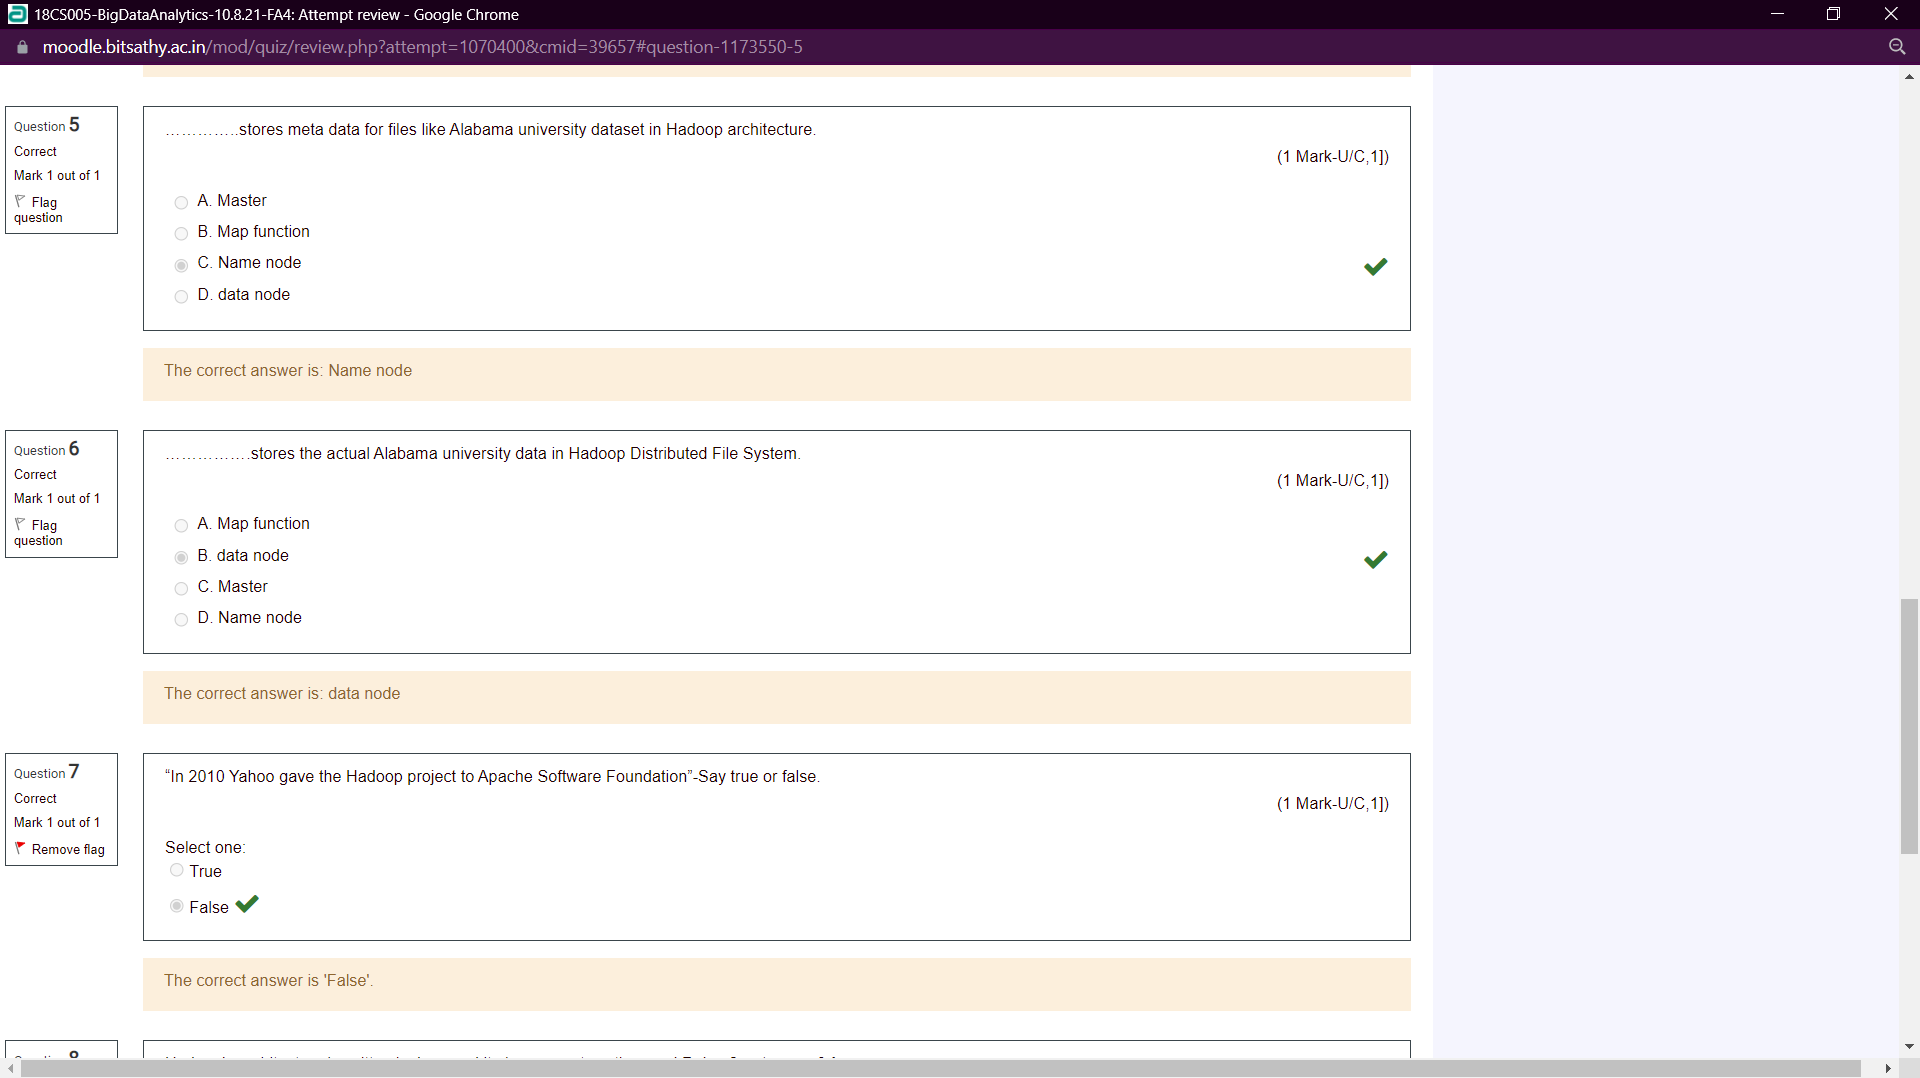 18CS005-BigDataAnalytics-10.8.21-FA4: Attempt review - Google Chrome
moodle.bitsathy.ac.in/mod/quiz/review.php?attempt=1070400&cmid=39657#question-1173550-5
Question 5
Correct
Mark 1 out of 1
Flag
question
…………..stores meta data for files like Alabama university dataset in Hadoop architecture.
(1 Mark-U/C,1])
A. Master
B. Map function
C. Name node
D. data node
The correct answer is: Name node
Question 6
Correct
Mark 1 out of 1
Flag
question
…………….stores the actual Alabama university data in Hadoop Distributed File System.
(1 Mark-U/C,1])
A. Map function
B. data node
C. Master
D. Name node
The correct answer is: data node
Question 7
Correct
Mark 1 out of 1
Remove flag
“In 2010 Yahoo gave the Hadoop project to Apache Software Foundation”-Say true or false.
(1 Mark-U/C,1])
Select one:
True
False
The correct answer is 'False'.